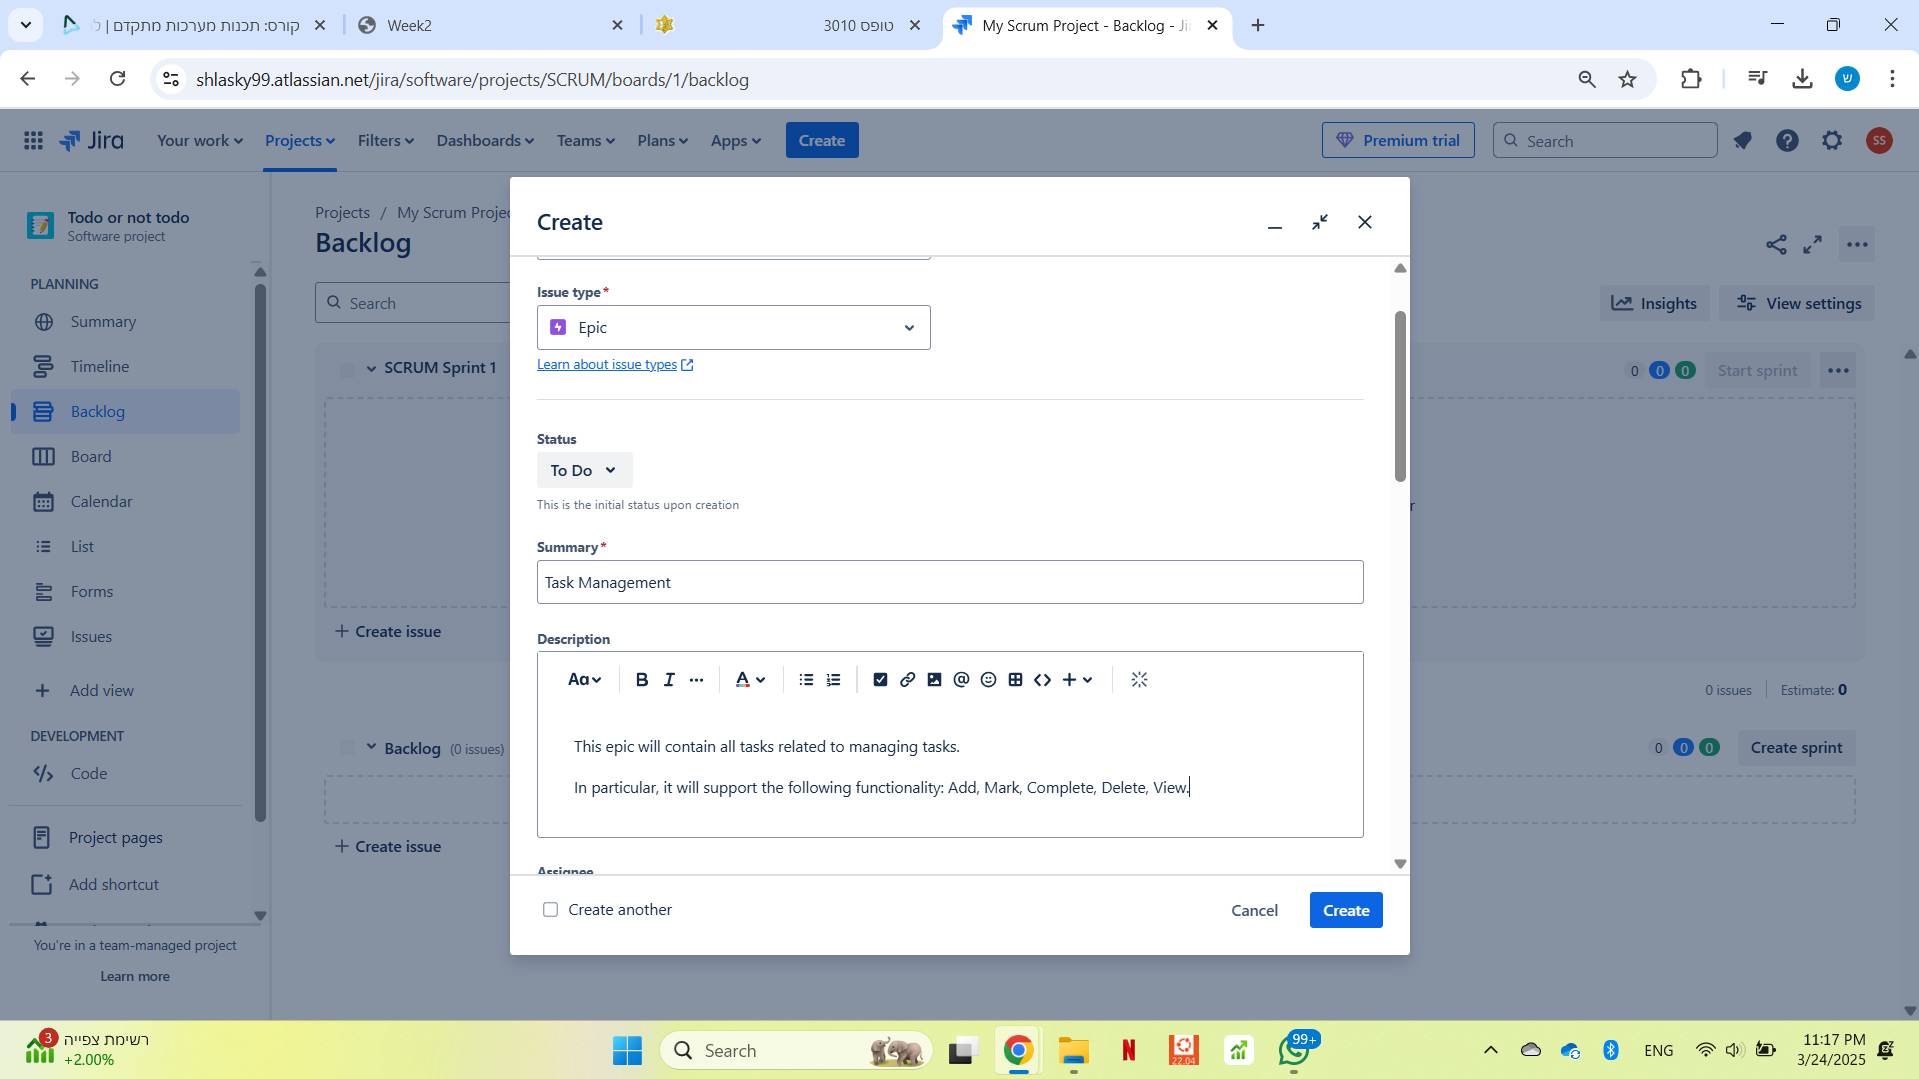 קורס: תכנות מערכות מתקדם | ל
Week2
טופס 3010
My Scrum Project - Backlog - Ji
shlasky99.atlassian.net/jira/software/projects/SCRUM/boards/1/backlog
ש
Jira
Your work
Projects
Filters
Dashboards
Teams
Plans
Apps
Create
Premium trial
Search
SS
Todo or not todo
Software project
PLANNING
Summary
Timeline
Backlog
Board
Calendar
List
Forms
Issues
Add view
DEVELOPMENT
Code
Project pages
Add shortcut
You're in a team-managed project
Learn more
Projects / My Scrum Projec
Backlog
Search
Insights
View settings
SCRUM Sprint 1
0 0 0
Start sprint
r
Create issue
0 issues
Estimate: 0
Backlog (0 issues)
0 0 0
Create sprint
Create issue
Create
Issue type*
Epic
Learn about issue types
Status
To Do
This is the initial status upon creation
Summary*
Task Management
Description
Aa B I A
This epic will contain all tasks related to managing tasks.
In particular, it will support the following functionality: Add, Mark, Complete, Delete, View.
Assignee
Create another
Cancel
Create
3
רשימת צפייה
+2.00%
Search
N
22.04
99+
ENG
11:17 PM
3/24/2025